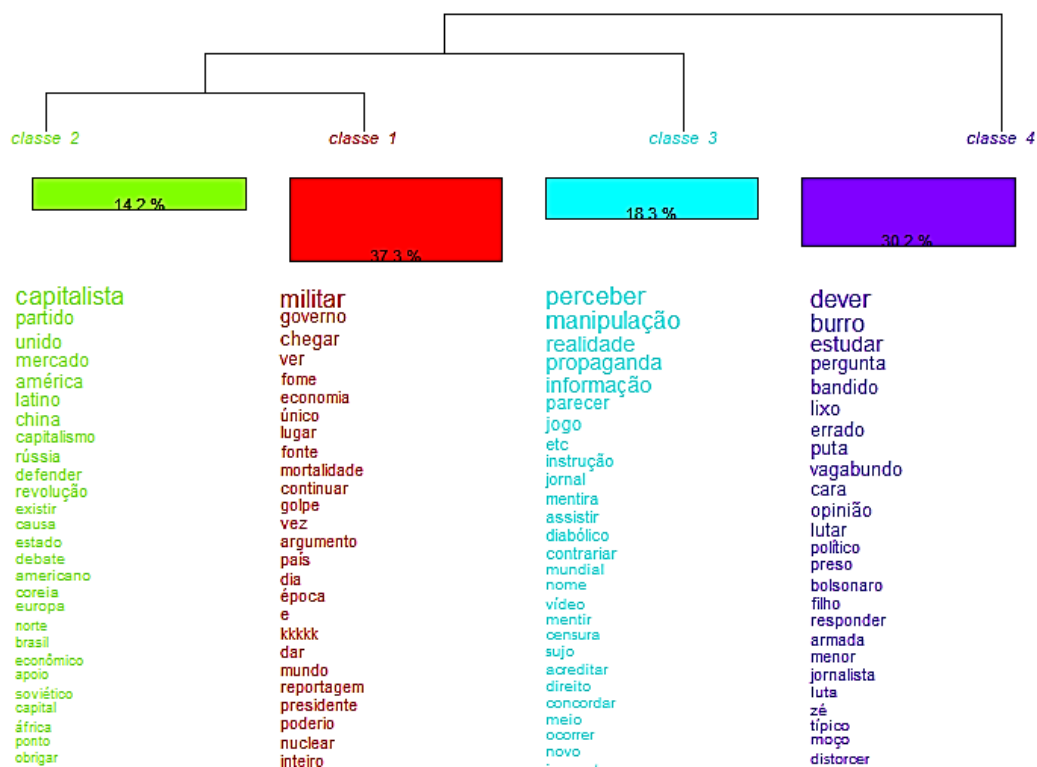 classe 2
classe 1
classe 3
classe 4
14.2 %
37.3 %
18.3 %
30.2 %
capitalista
partido
unido
mercado
américa
latino
china
capitalismo
rússia
defender
revolução
existir
causa
estado
debate
americano
coreia
europa
norte
brasil
econômico
apoio
soviético
capital
áfrica
ponto
obrigar
militar
governo
chegar
ver
fome
economia
único
lugar
fonte
mortalidade
continuar
golpe
vez
argumento
país
dia
época
e
kkkkk
dar
mundo
reportagem
presidente
poderio
nuclear
inteiro
perceber
manipulação
realidade
propaganda
informação
parecer
jogo
etc
instrução
jornal
mentira
assistir
diabólico
contrariar
mundial
nome
vídeo
mentir
censura
sujo
acreditar
direito
concordar
meio
ocorrer
novo
dever
burro
estudar
pergunta
bandido
lixo
errado
puta
vagabundo
cara
opinião
lutar
político
preso
bolsonaro
filho
responder
armada
menor
jornalista
luta
zé
típico
moço
distorcer